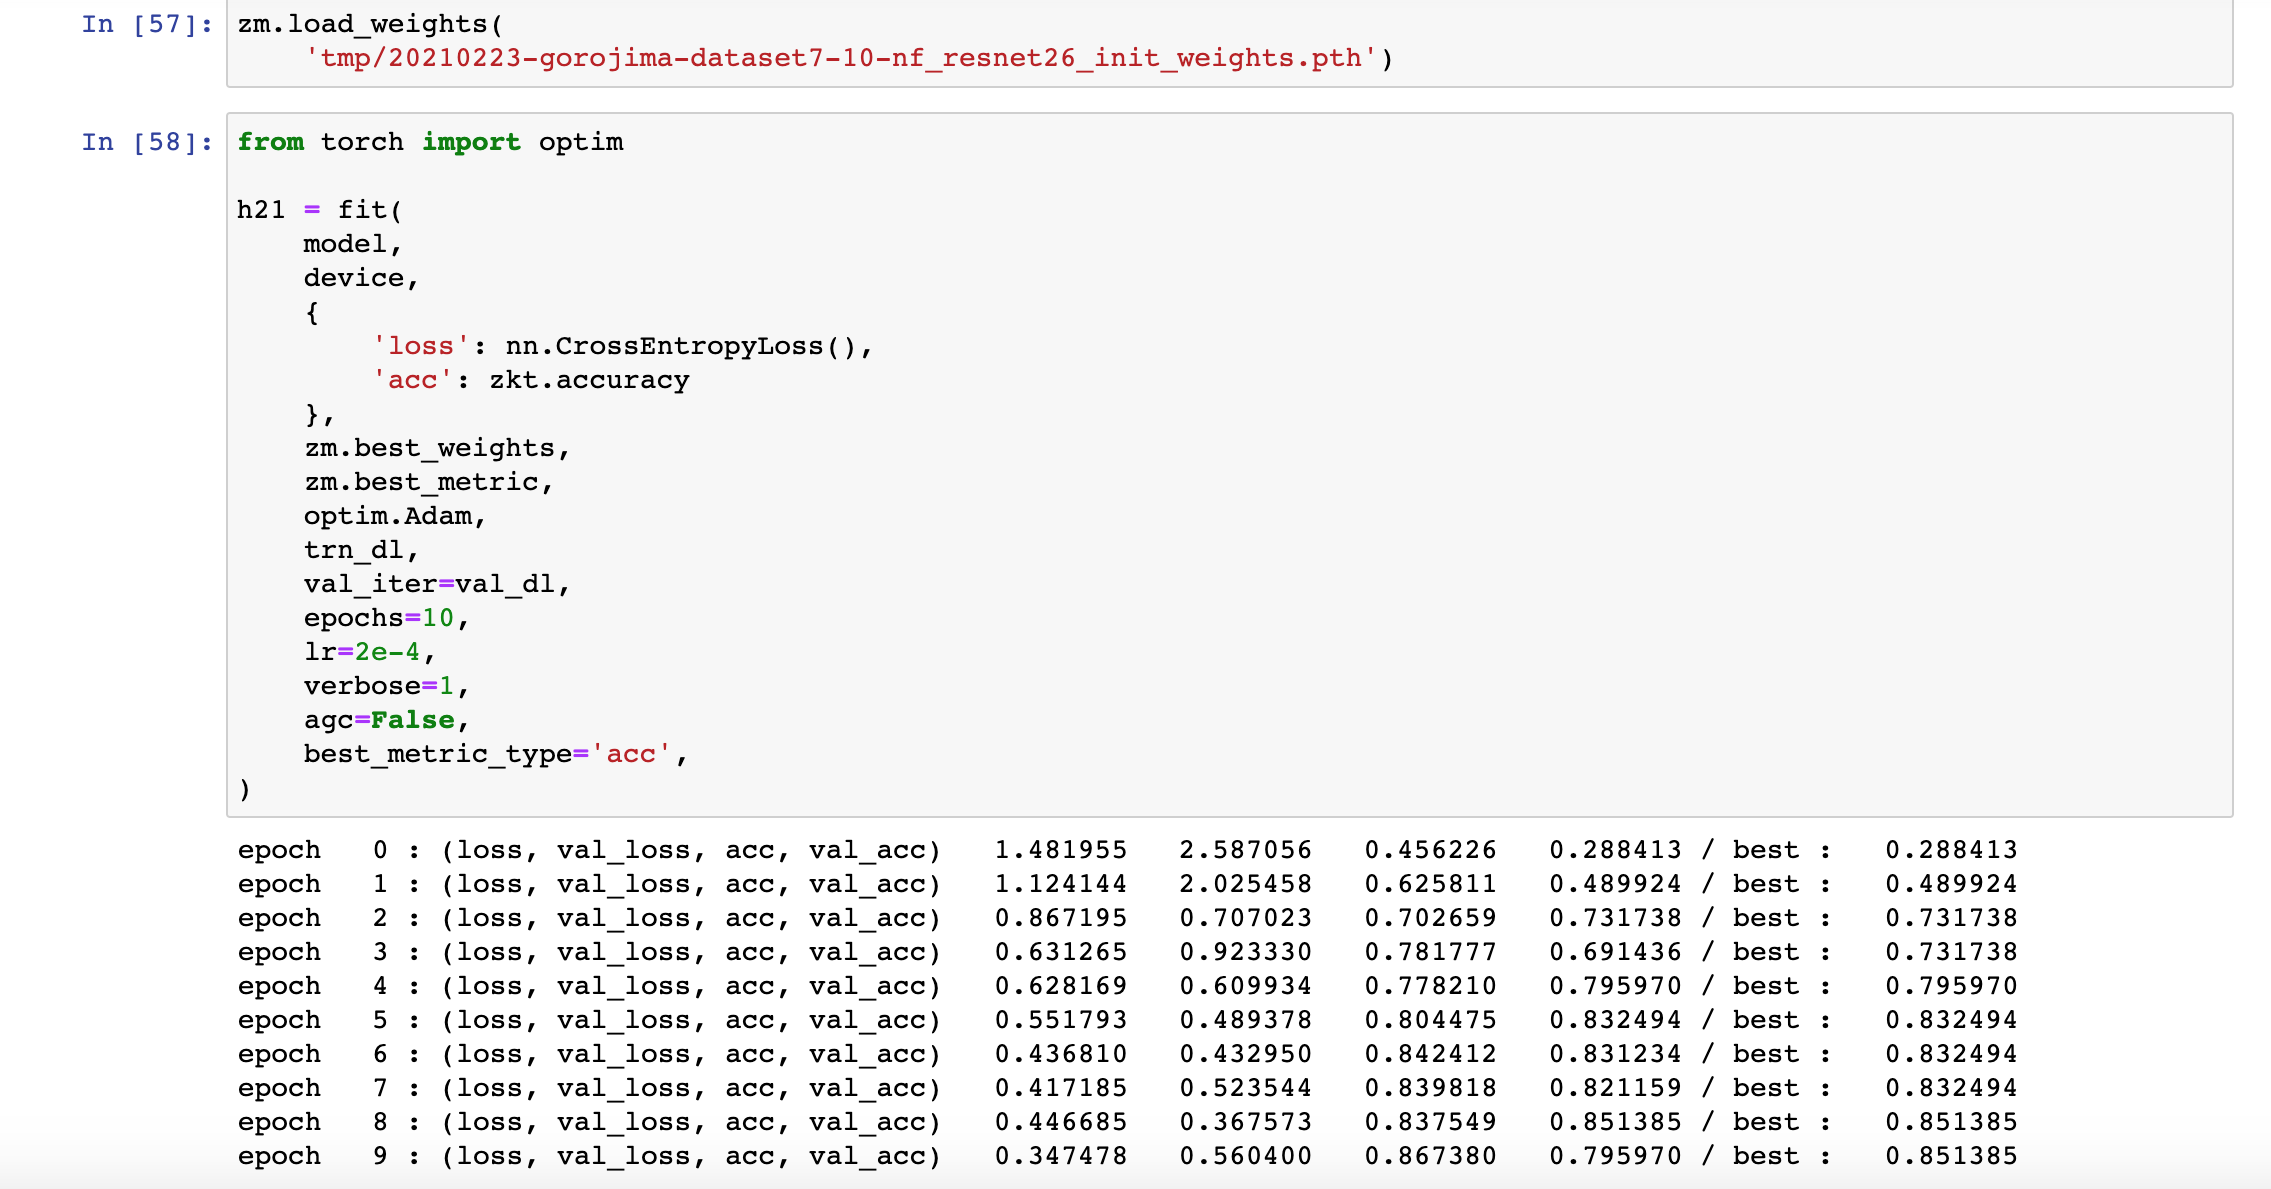 In [57]: zm.load_weights(
    'tmp/20210223-gorojima-dataset7-10-nf_resnet26_init_weights.pth')
In [58]: from torch import optim

h21 = fit(
    model,
    device,
    {
        'loss': nn.CrossEntropyLoss(),
        'acc': zkt.accuracy
    },
    zm.best_weights,
    zm.best_metric,
    optim.Adam,
    trn_dl,
    val_iter=val_dl,
    epochs=10,
    lr=2e-4,
    verbose=1,
    agc=False,
    best_metric_type='acc',
)
epoch   0 : (loss, val_loss, acc, val_acc)   1.481955   2.587056   0.456226   0.288413 / best :   0.288413
epoch   1 : (loss, val_loss, acc, val_acc)   1.124144   2.025458   0.625811   0.489924 / best :   0.489924
epoch   2 : (loss, val_loss, acc, val_acc)   0.867195   0.707023   0.702659   0.731738 / best :   0.731738
epoch   3 : (loss, val_loss, acc, val_acc)   0.631265   0.923330   0.781777   0.691436 / best :   0.731738
epoch   4 : (loss, val_loss, acc, val_acc)   0.628169   0.609934   0.778210   0.795970 / best :   0.795970
epoch   5 : (loss, val_loss, acc, val_acc)   0.551793   0.489378   0.804475   0.832494 / best :   0.832494
epoch   6 : (loss, val_loss, acc, val_acc)   0.436810   0.432950   0.842412   0.831234 / best :   0.832494
epoch   7 : (loss, val_loss, acc, val_acc)   0.417185   0.523544   0.839818   0.821159 / best :   0.832494
epoch   8 : (loss, val_loss, acc, val_acc)   0.446685   0.367573   0.837549   0.851385 / best :   0.851385
epoch   9 : (loss, val_loss, acc, val_acc)   0.347478   0.560400   0.867380   0.795970 / best :   0.851385